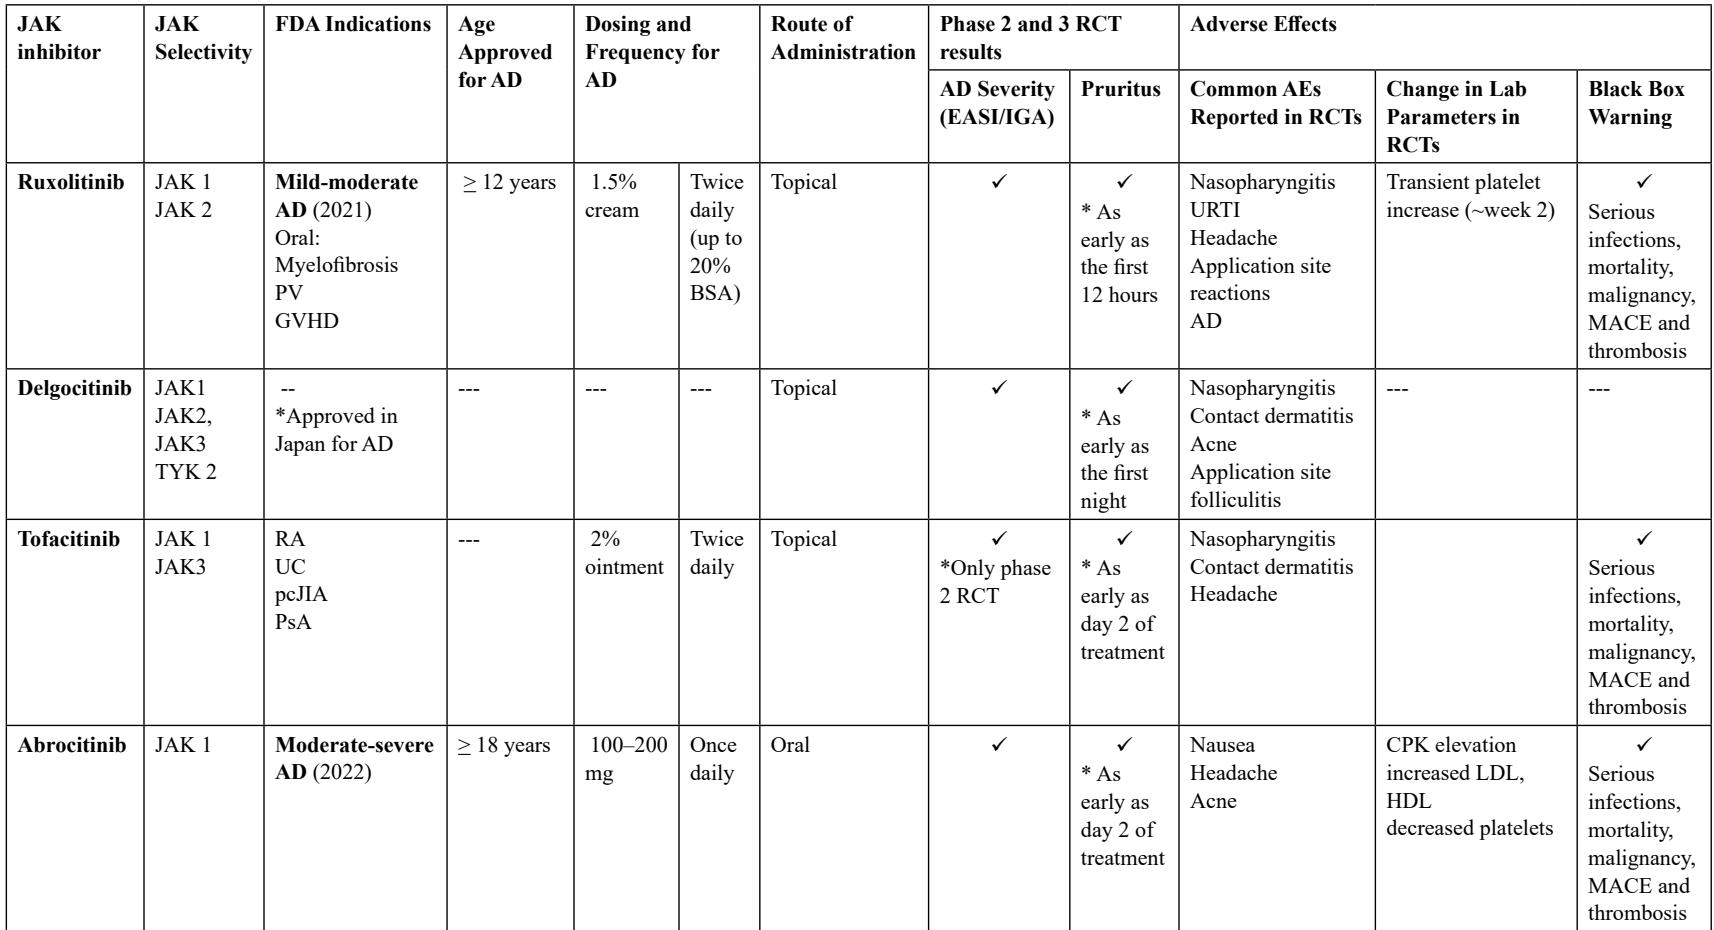 JAK
inhibitor
JAK
Selectivity
FDA Indications
Age
Approved
for AD
Dosing and
Frequency for
AD
Route of
Administration
Phase 2 and 3 RCT
results
Adverse Effects
AD Severity
(EASI/IGA)
Pruritus
Common AEs
Reported in RCTs
Change in Lab
Parameters in
RCTs
Black Box
Warning
Ruxolitinib
JAK 1
JAK 2
Mild-moderate
AD (2021)
Oral:
Myelofibrosis
PV
GVHD
≥ 12 years
1.5%
cream
Twice
daily
(up to
20%
BSA)
Topical
✓
✓
* As
early as
the first
12 hours
Nasopharyngitis
URTI
Headache
Application site
reactions
AD
Transient platelet
increase (~week 2)
✓
Serious
infections,
mortality,
malignancy,
MACE and
thrombosis
Delgocitinib
JAK1
JAK2,
JAK3
TYK 2
--
*Approved in
Japan for AD
---
---
---
Topical
✓
✓
* As
early as
the first
night
Nasopharyngitis
Contact dermatitis
Acne
Application site
folliculitis
---
---
Tofacitinib
JAK 1
JAK3
RA
UC
pcJIA
PsA
---
2%
ointment
Twice
daily
Topical
✓
*Only phase
2 RCT
✓
* As
early as
day 2 of
treatment
Nasopharyngitis
Contact dermatitis
Headache
✓
Serious
infections,
mortality,
malignancy,
MACE and
thrombosis
Abrocitinib
JAK 1
Moderate-severe
AD (2022)
≥ 18 years
100–200
mg
Once
daily
Oral
✓
✓
* As
early as
day 2 of
treatment
Nausea
Headache
Acne
CPK elevation
increased LDL,
HDL
decreased platelets
✓
Serious
infections,
mortality,
malignancy,
MACE and
thrombosis